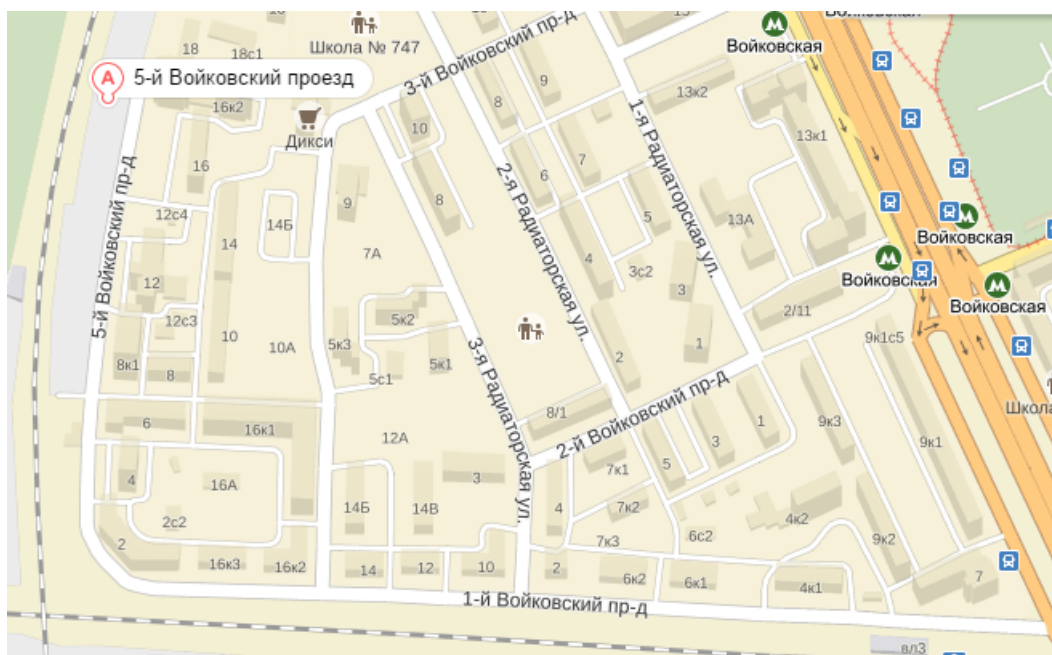 Войковская
18
18с1
Школа № 747
3-й Войковский пр-д
9
13
Войковская
А
5-й Войковский проезд
16к2
Дикси
10
8
13к2
1-я Радиаторская ул.
13к1
16
7
2-я Радиаторская ул.
6
9
8
5
13А
12с4
14Б
14
7А
4
3с2
3
Войковская
Войковская
Войковская
5-й Войковский пр-д
12
12с3
5к2
2/11
9к1с5
10
10А
5к3
5к1
5с1
3-я Радиаторская ул.
2
1
8к1
8
Школа
6
16к1
12А
8/1
2-й Войковский пр-д
3
1
9к3
9к1
4
16А
3
7к1
5
14Б
14В
4
7к2
2с2
4к2
2
6с2
7к3
9к2
16к3
16к2
14
12
10
2
6к2
6к1
4к1
7
1-й Войковский пр-д
вл3